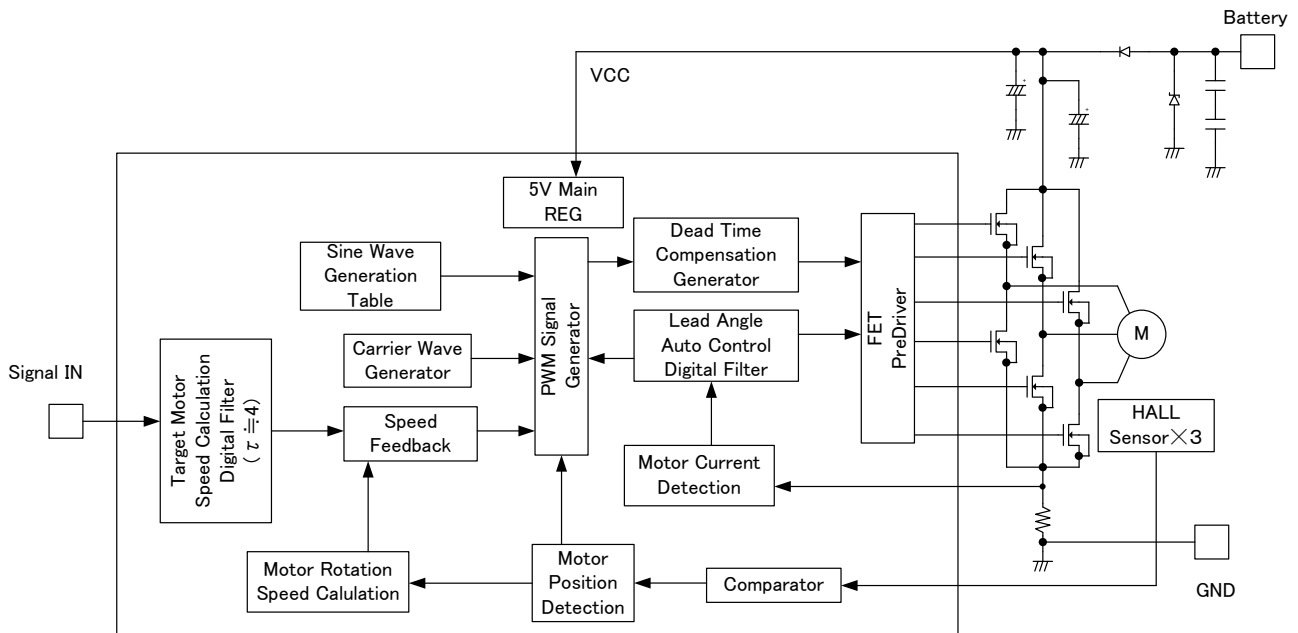 Battery
VCC
5V Main
REG
Sine Wave
Generation
Table
Dead Time
Compensation
Generator
Carrier Wave
Generator
PWM Signal
Generator
Lead Angle
Auto Control
Digital Filter
FET
PreDriver
M
Signal IN
Target Motor
Speed Calculation
Digital Filter
(τ≒4)
Speed
Feedback
Motor Current
Detection
HALL
Sensor×3
Motor Rotation
Speed Calulation
Motor
Position
Detection
Comparator
GND